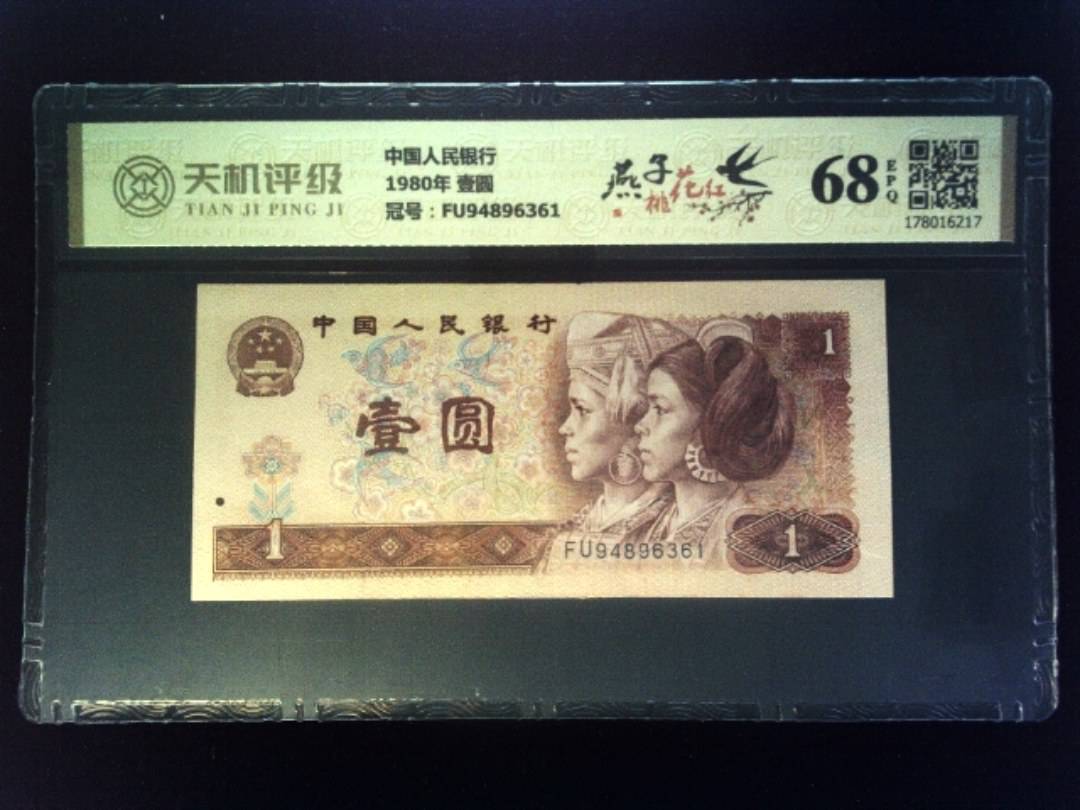 天机评级
TIAN JI PING JI
中国人民银行
1980年 壹圆
冠号：FU94896361
燕子
桃花红
68
EPQ
178016217
中国人民银行
壹圆
1
1
FU94896361
1